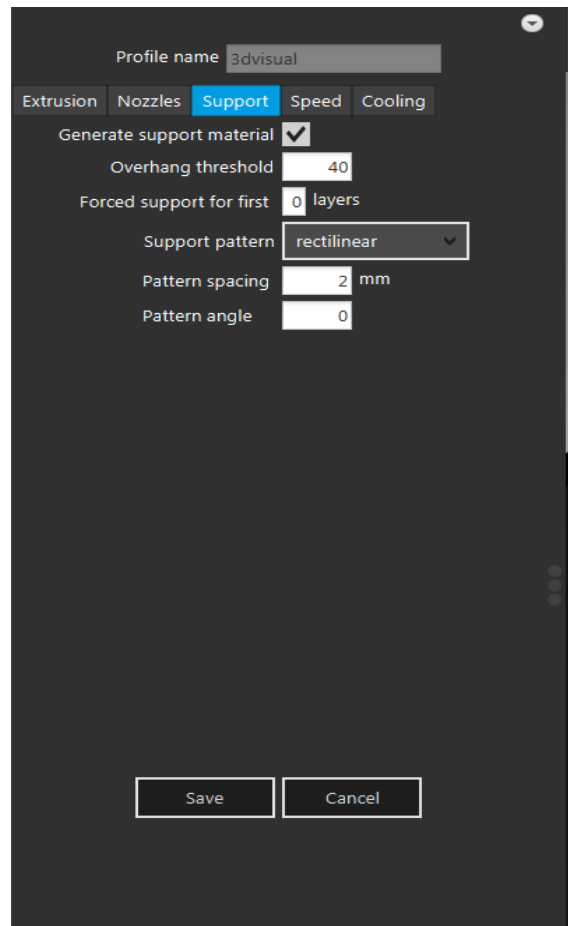 Profile name 3dvisual
Extrusion Nozzles Support Speed Cooling
Generate support material
Overhang threshold 40
Forced support for first 0 layers
Support pattern rectilinear
Pattern spacing 2 mm
Pattern angle 0
Save Cancel